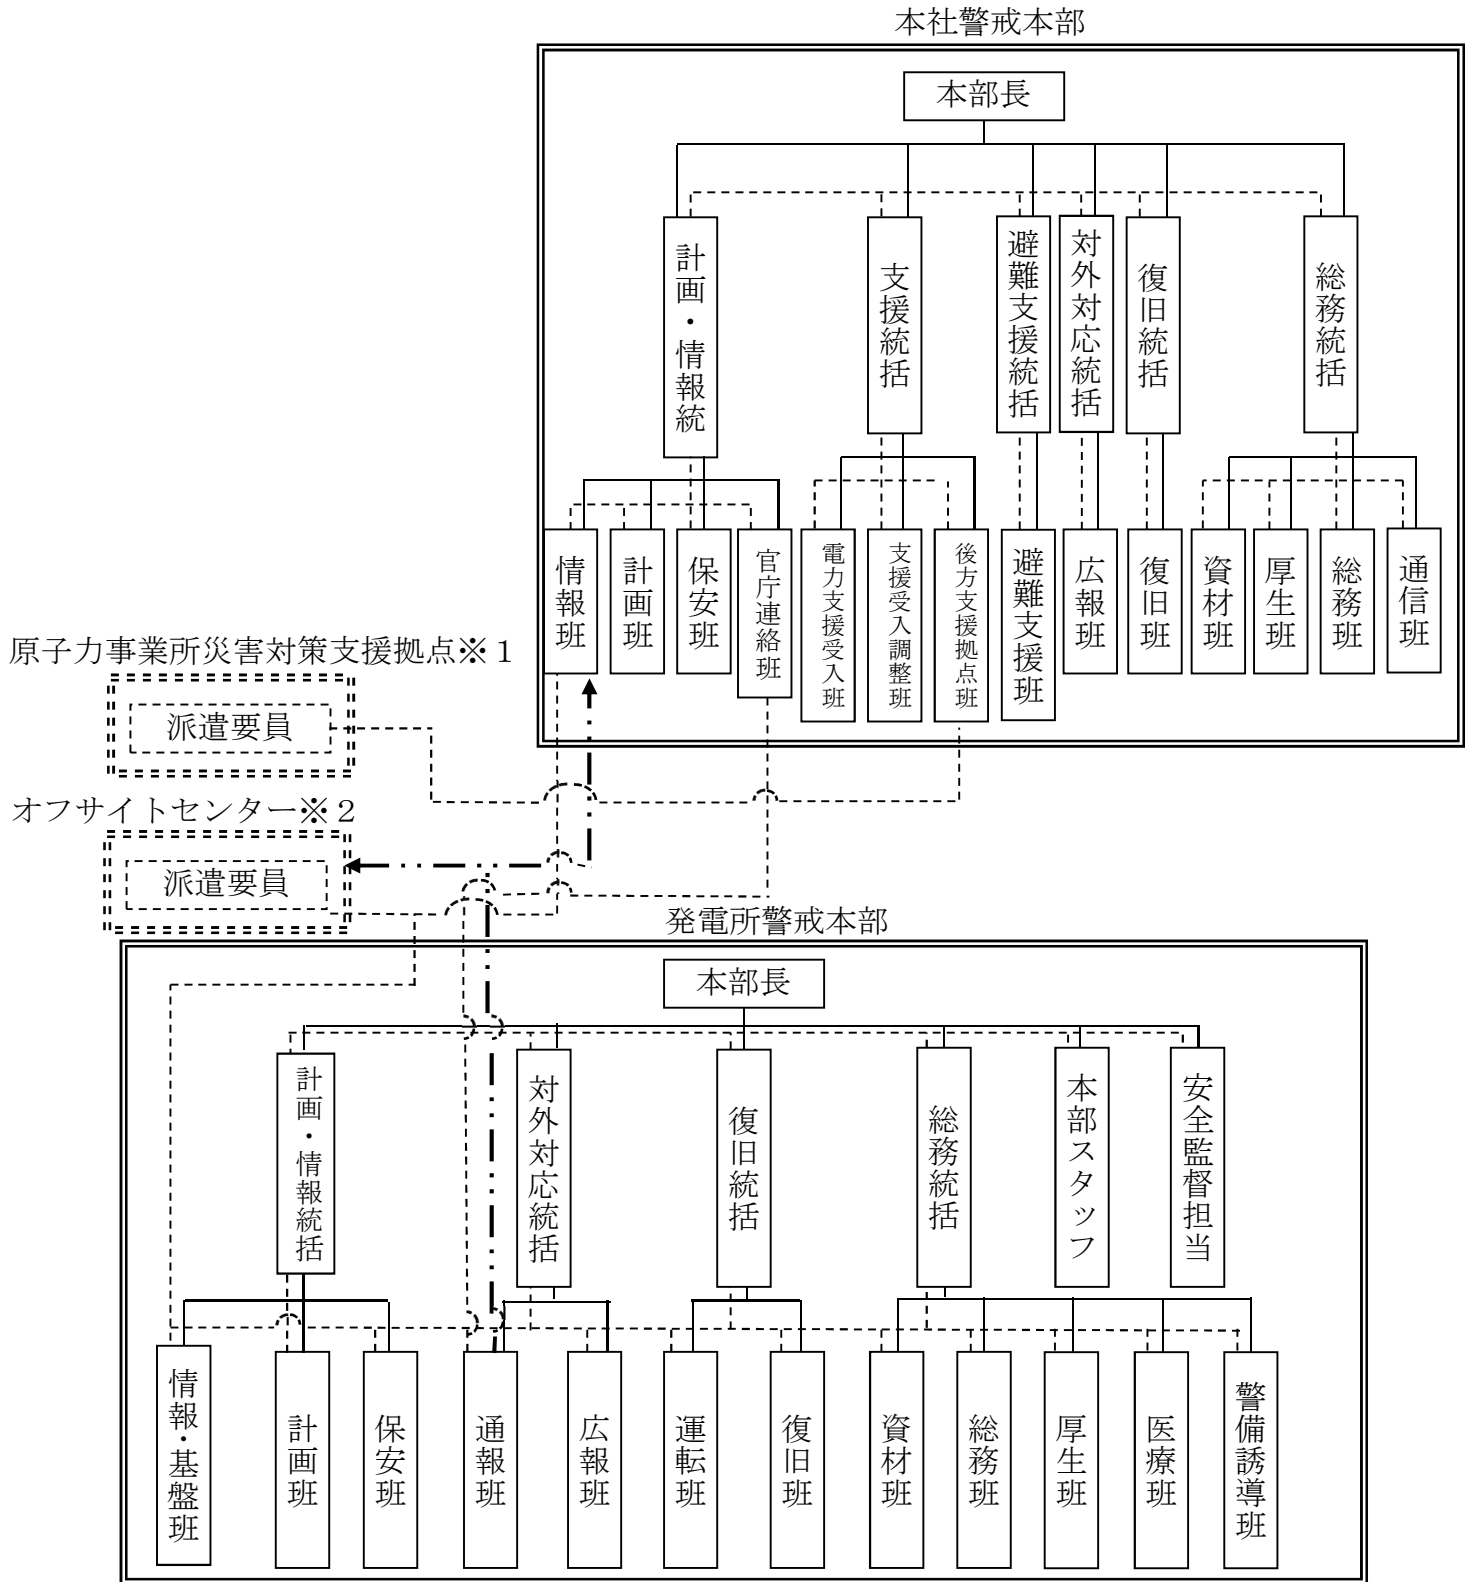 本社警戒本部
本部長
計画・情報統
支援統括
避難支援統括
対外対応統括
復旧統括
総務統括
情報班
計画班
保安班
官庁連絡班
電力支援受入班
支援受入調整班
後方支援拠点班
避難支援班
広報班
復旧班
資材班
厚生班
総務班
通信班
原子力事業所災害対策支援拠点※１
派遣要員
オフサイトセンター※２
派遣要員
発電所警戒本部
本部長
計画・情報統括
対外対応統括
復旧統括
総務統括
本部スタッフ
安全監督担当
情報・基盤班
計画班
保安班
通報班
広報班
運転班
復旧班
資材班
総務班
厚生班
医療班
警備誘導班